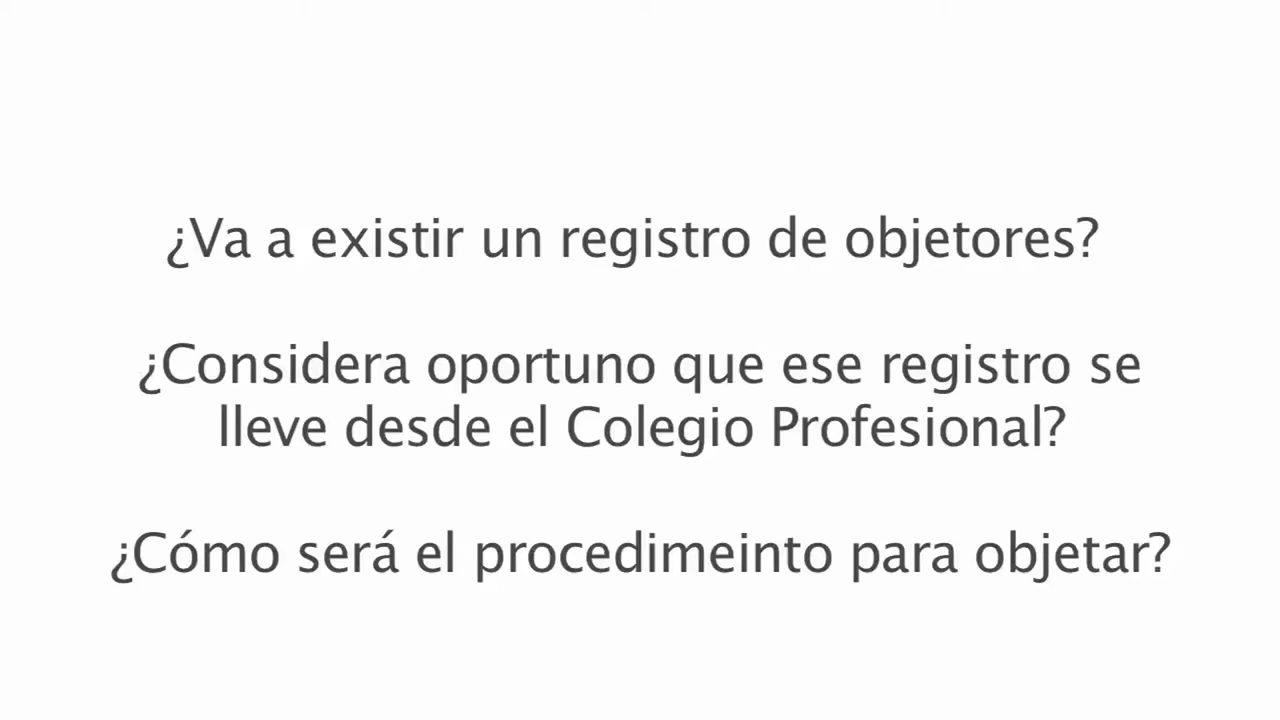 ¿Va a existir un registro de objetores?
¿Considera oportuno que ese registro se
lleve desde el Colegio Profesional?
¿Cómo será el procedimeinto para objetar?